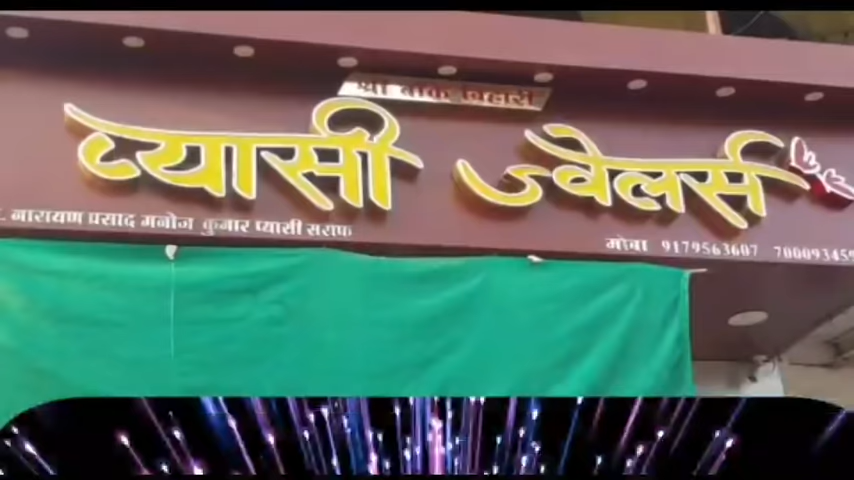 श्री बांके बिहारी
प्यासी ज्वेलर्स
नारायण प्रसाद मनोज कुमार प्यासी सराफ
मोबा 9179563607